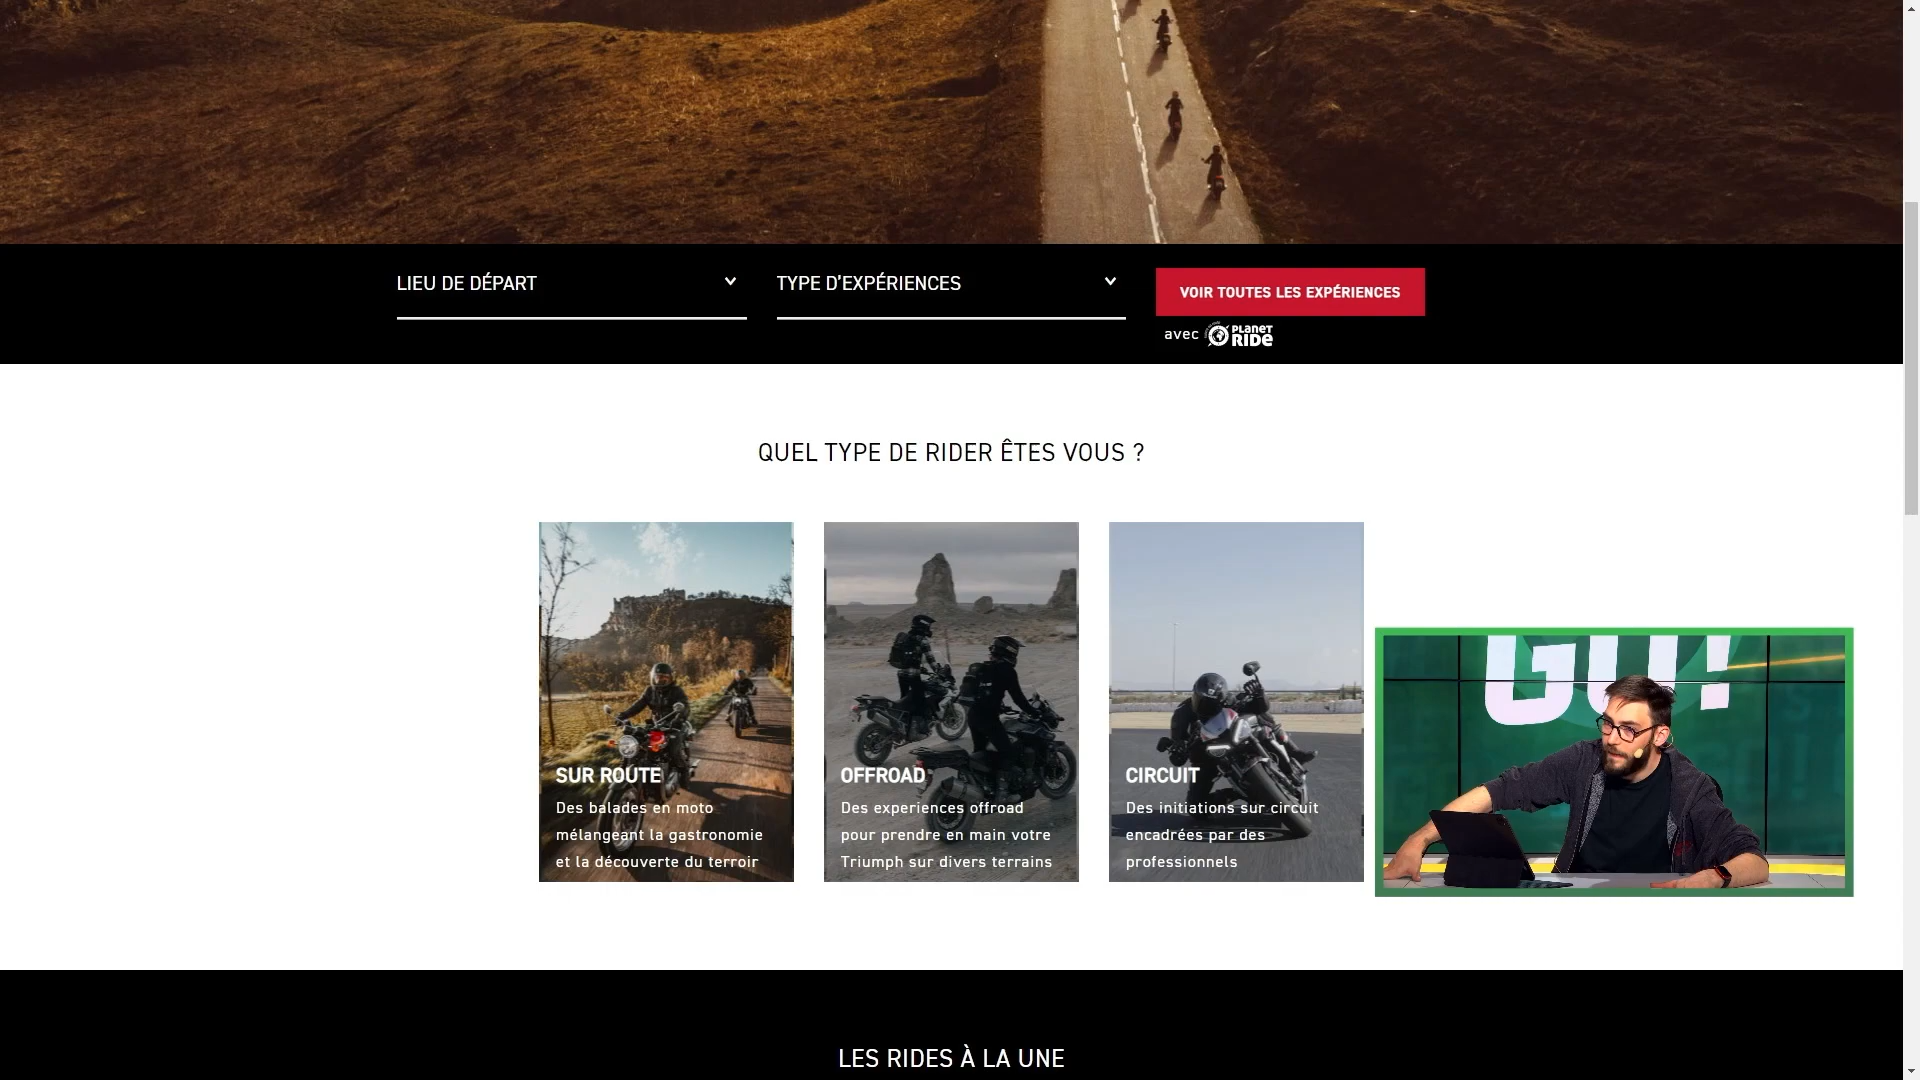 LIEU DE DÉPART
TYPE D'EXPÉRIENCES
VOIR TOUTES LES EXPÉRIENCES
avec PLANET RIDE
QUEL TYPE DE RIDER ÊTES VOUS ?
SUR ROUTE
Des balades en moto
mélangeant la gastronomie
et la découverte du terroir
OFFROAD
Des experiences offroad
pour prendre en main votre
Triumph sur divers terrains
CIRCUIT
Des initiations sur circuit
encadrées par des
professionnels
GO!
LES RIDES À LA UNE